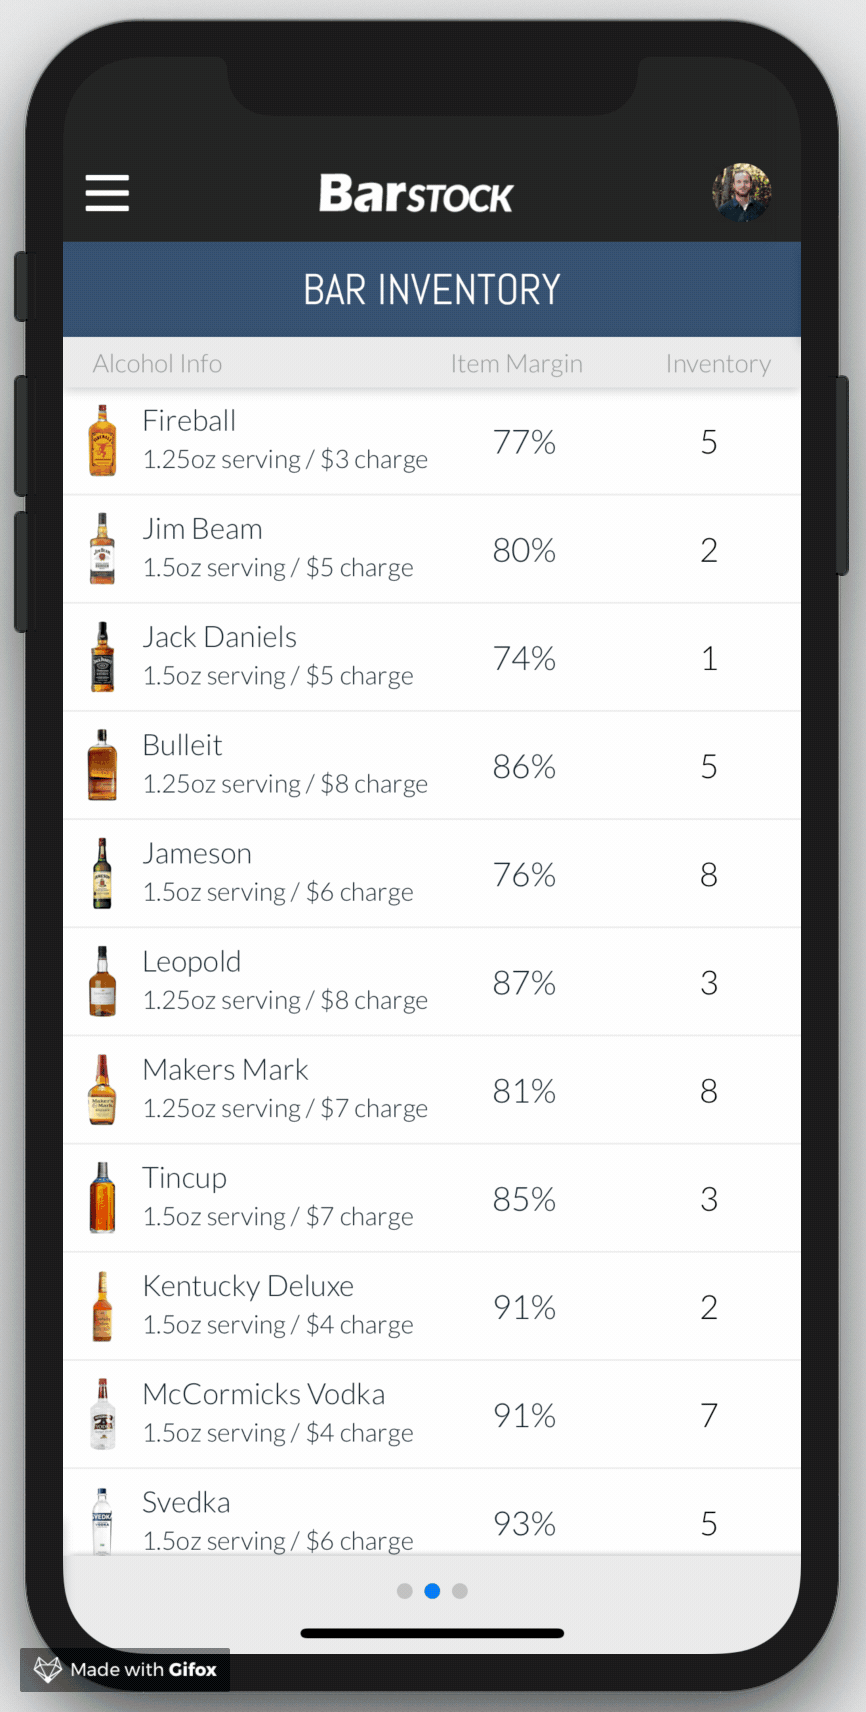 BarSTOCK
BAR INVENTORY
Alcohol Info Item Margin Inventory
Fireball
1.25oz serving / $3 charge 77% 5
Jim Beam
1.5oz serving / $5 charge 80% 2
Jack Daniels
1.5oz serving / $5 charge 74% 1
Bulleit
1.25oz serving / $8 charge 86% 5
Jameson
1.5oz serving / $6 charge 76% 8
Leopold
1.25oz serving / $8 charge 87% 3
Makers Mark
1.25oz serving / $7 charge 81% 8
Tincup
1.5oz serving / $7 charge 85% 3
Kentucky Deluxe
1.5oz serving / $4 charge 91% 2
McCormicks Vodka
1.5oz serving / $4 charge 91% 7
Svedka
1.5oz serving / $6 charge 93% 5
Made with Gifox